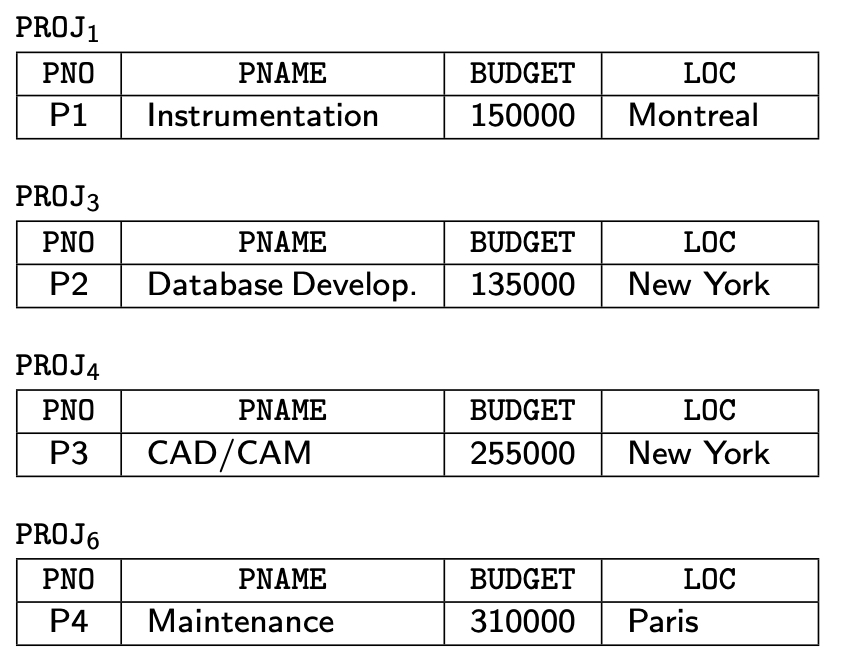 PROJ₁
PNO PNAME BUDGET LOC
P1 Instrumentation 150000 Montreal
PROJ₃
PNO PNAME BUDGET LOC
P2 Database Develop. 135000 New York
PROJ₄
PNO PNAME BUDGET LOC
P3 CAD/CAM 255000 New York
PROJ₆
PNO PNAME BUDGET LOC
P4 Maintenance 310000 Paris